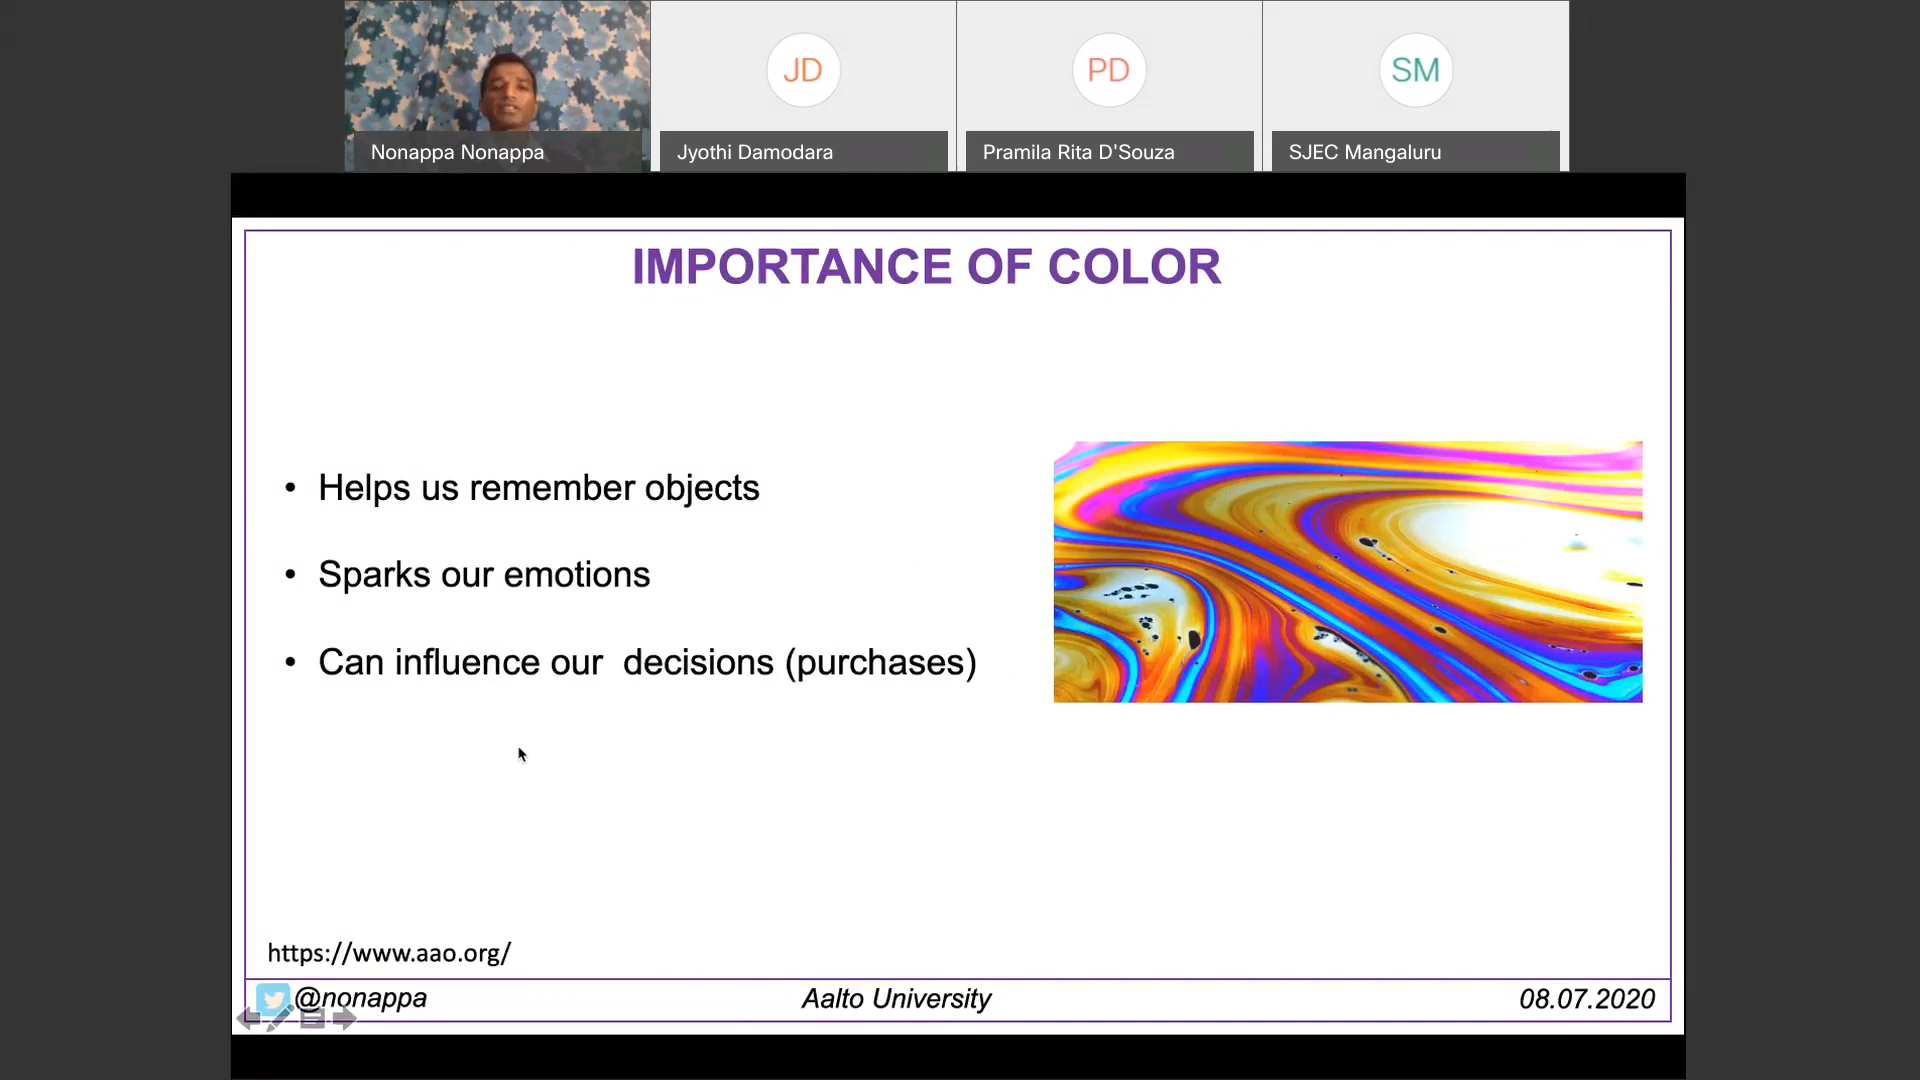 JD
PD
SM
Nonappa Nonappa
Jyothi Damodara
Pramila Rita D'Souza
SJEC Mangaluru
IMPORTANCE OF COLOR
• Helps us remember objects
• Sparks our emotions
• Can influence our  decisions (purchases)
https://www.aao.org/
@nonappa
Aalto University
08.07.2020